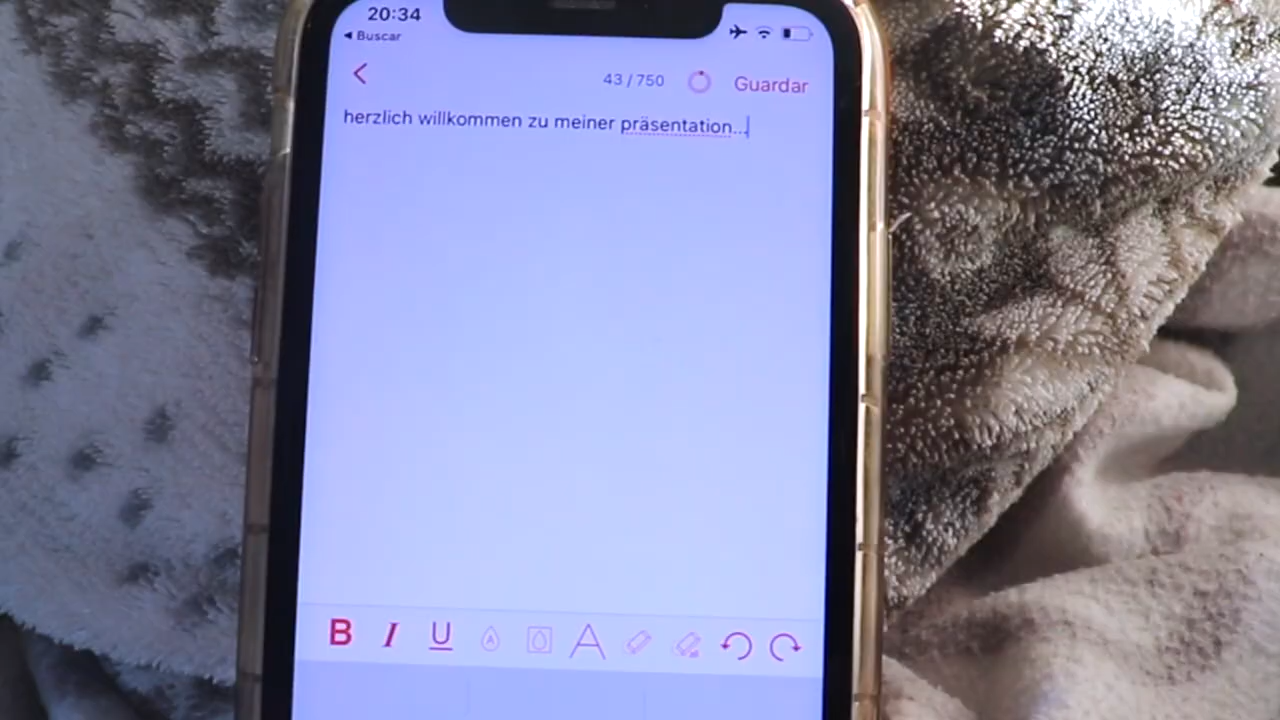 20:34
◀ Buscar
43/750
Guardar
herzlich willkommen zu meiner präsentation...
B I U A A